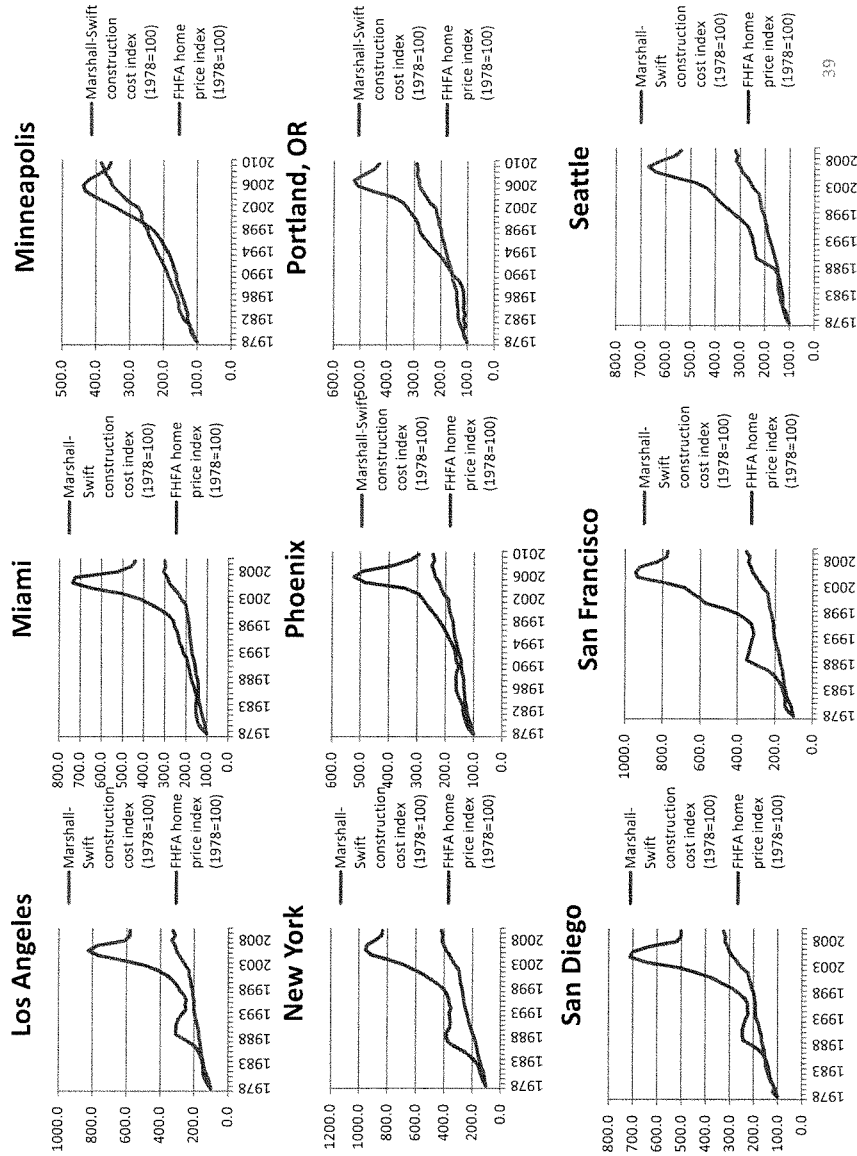 Los Angeles
1000.0
800.0
600.0
400.0
200.0
0.0
1978
1983
1988
1993
1998
2003
2008
Marshall-
Swift
construction
cost index
(1978=100)
FHFA home
price index
(1978=100)
Miami
800.0
700.0
600.0
500.0
400.0
300.0
200.0
100.0
0.0
1978
1983
1988
1993
1998
2003
2008
Marshall-
Swift
construction
cost index
(1978=100)
FHFA home
price index
(1978=100)
Minneapolis
500.0
400.0
300.0
200.0
100.0
0.0
1978
1982
1986
1990
1994
1998
2002
2006
2010
Marshall-Swift
construction
cost index
(1978=100)
FHFA home
price index
(1978=100)
New York
1200.0
1000.0
800.0
600.0
400.0
200.0
0.0
1978
1983
1988
1993
1998
2003
2008
Marshall-
Swift
construction
cost index
(1978=100)
FHFA home
price index
(1978=100)
Phoenix
600.0
500.0
400.0
300.0
200.0
100.0
0.0
1978
1982
1986
1990
1994
1998
2002
2006
2010
Marshall-Swift
construction
cost index
(1978=100)
FHFA home
price index
(1978=100)
Portland, OR
600.0
500.0
400.0
300.0
200.0
100.0
0.0
1978
1982
1986
1990
1994
1998
2002
2006
2010
Marshall-Swift
construction
cost index
(1978=100)
FHFA home
price index
(1978=100)
San Diego
800.0
700.0
600.0
500.0
400.0
300.0
200.0
100.0
0.0
1978
1983
1988
1993
1998
2003
2008
Marshall-
Swift
construction
cost index
(1978=100)
FHFA home
price index
(1978=100)
San Francisco
1000.0
800.0
600.0
400.0
200.0
0.0
1978
1983
1988
1993
1998
2003
2008
Marshall-
Swift
construction
cost index
(1978=100)
FHFA home
price index
(1978=100)
Seattle
800.0
700.0
600.0
500.0
400.0
300.0
200.0
100.0
0.0
1978
1983
1988
1993
1998
2003
2008
Marshall-
Swift
construction
cost index
(1978=100)
FHFA home
price index
(1978=100)
39